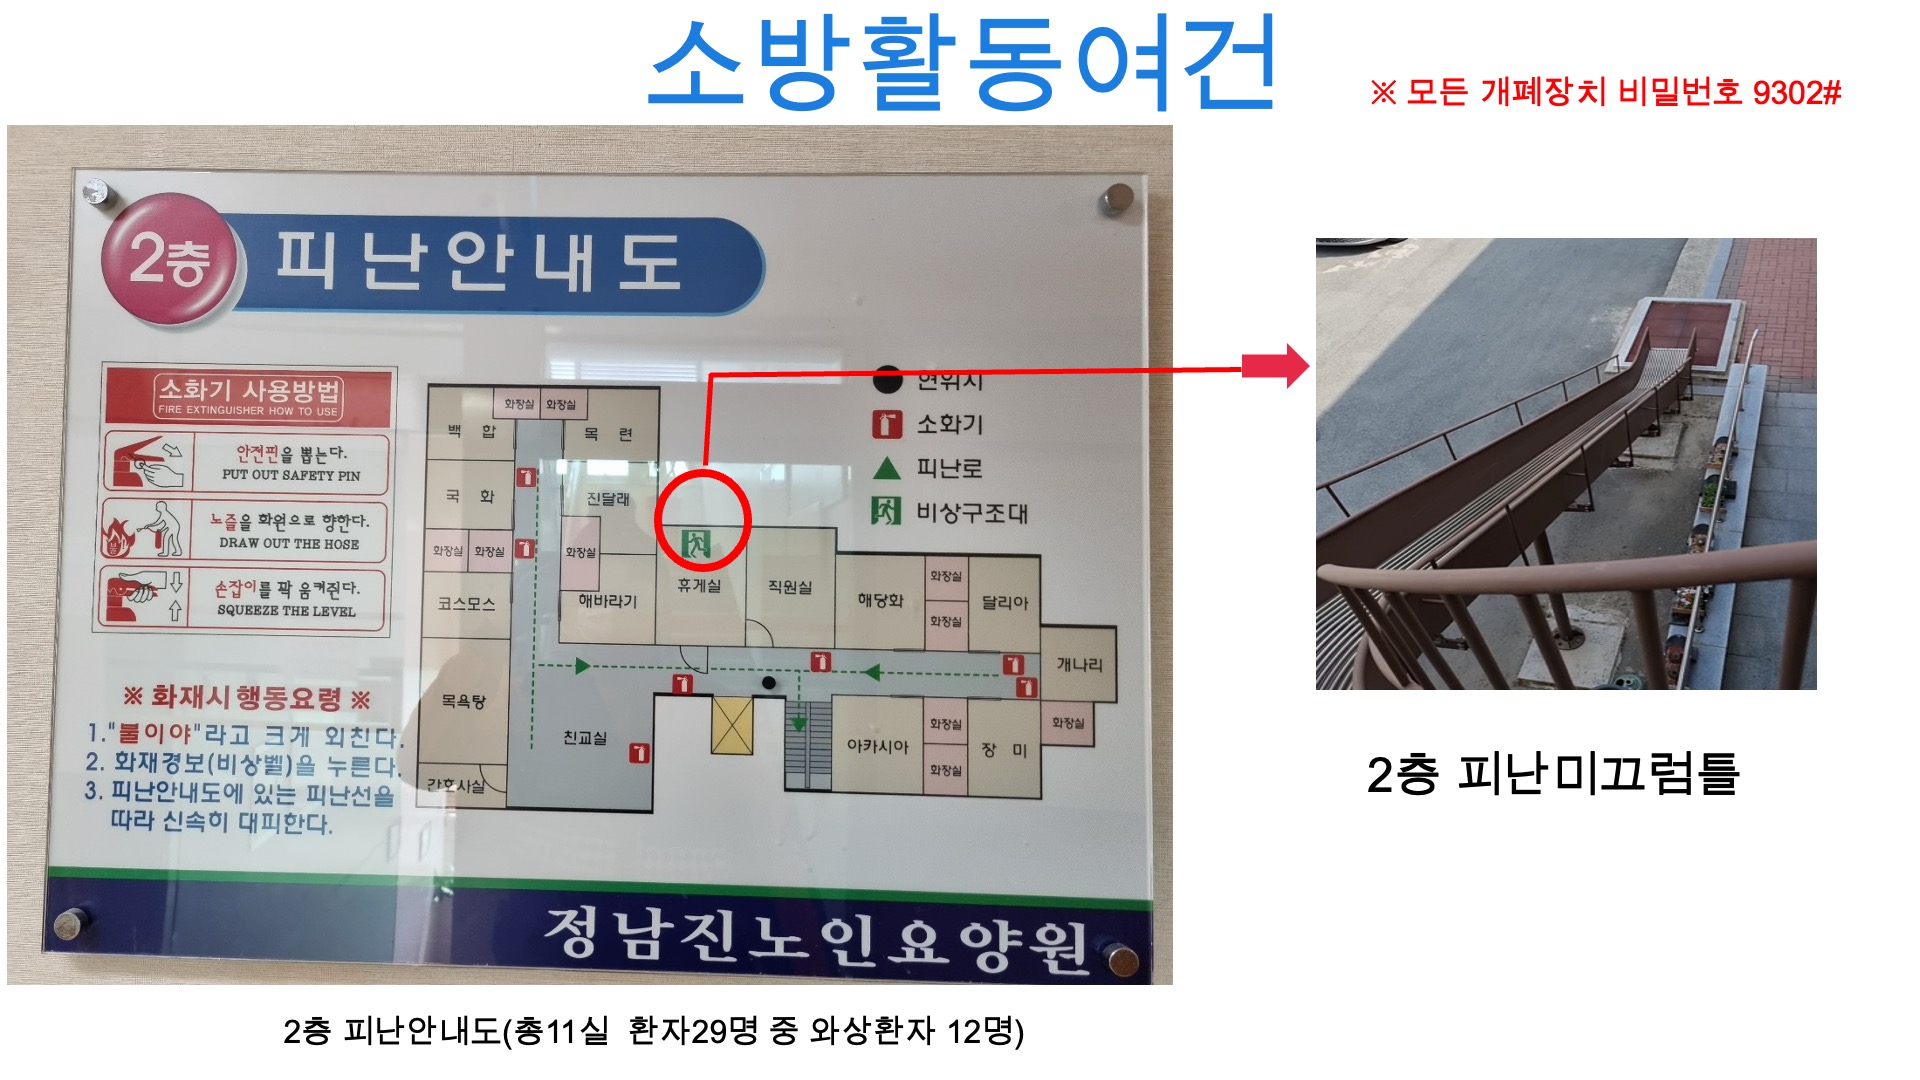 소방활동여건
※ 모든 개폐장치 비밀번호 9302#
2층 피난안내도
소화기 사용방법
FIRE EXTINGUISHER HOW TO USE
안전핀을 뽑는다.
PUT OUT SAFETY PIN
노즐을 화원으로 향한다.
DRAW OUT THE HOSE
손잡이를 꽉 움켜쥔다.
SQUEEZE THE LEVEL
※ 화재시 행동요령 ※
1."불이야"라고 크게 외친다.
2. 화재경보(비상벨)을 누른다.
3. 피난안내도에 있는 피난선을
따라 신속히 대피한다.
현위치
소화기
피난로
비상구조대
화장실 화장실
백 합
목 련
국 화
진달래
화장실 화장실
화장실
코스모스
해바라기
휴게실
직원실
해당화
화장실
화장실
달리아
개나리
목욕탕
친교실
간호사실
아카시아
화장실
화장실
장 미
화장실
정남진노인요양원
2층 피난미끄럼틀
2층 피난안내도(총11실 환자29명 중 와상환자 12명)